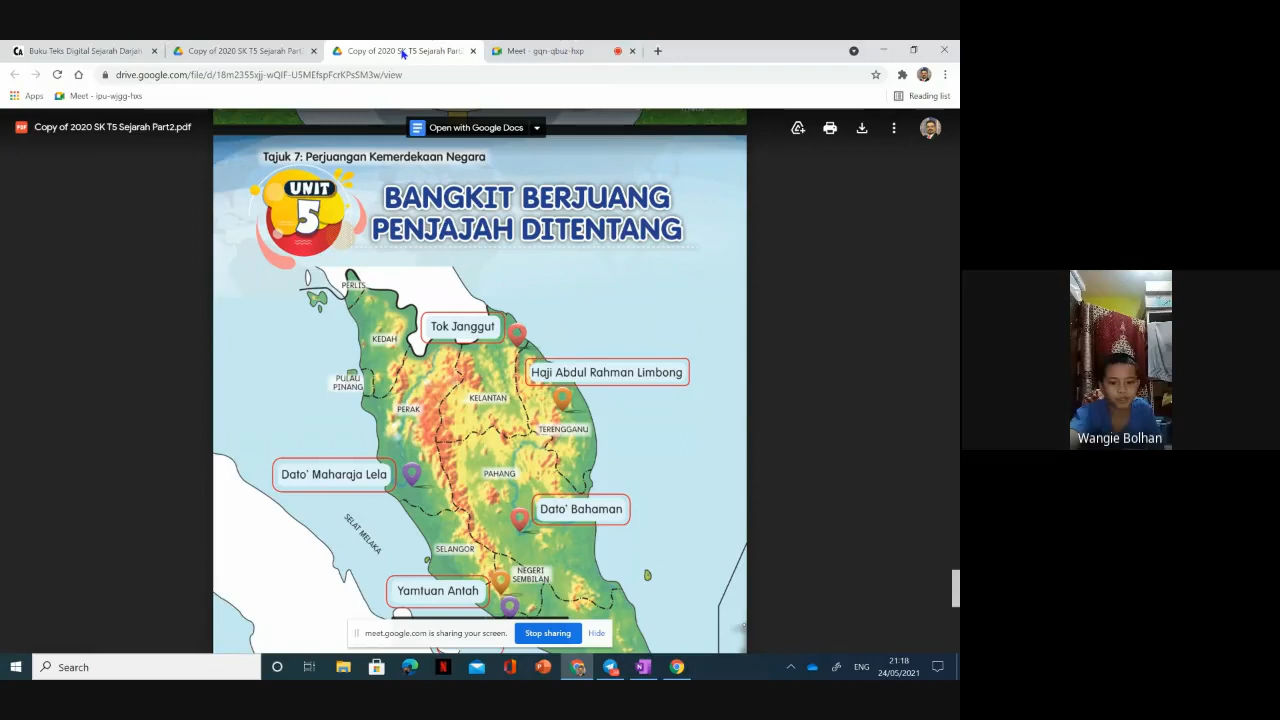 Buku Teks Digital Sejarah Darjah
Copy of 2020 SK T5 Sejarah Part
Copy of 2020 SK T5 Sejarah Part2
Meet - gqn-qbuz-hxp
drive.google.com/file/d/18m2355xjj-wQIF-U5MEfspFcrKPsSM3w/view
Apps
Meet - ipu-wjgg-hxs
Reading list
Copy of 2020 SK T5 Sejarah Part2.pdf
Open with Google Docs
Tajuk 7: Perjuangan Kemerdekaan Negara
UNIT
5
BANGKIT BERJUANG
PENJAJAH DITENTANG
PERLIS
Tok Janggut
KEDAH
Haji Abdul Rahman Limbong
PULAU
PINANG
KELANTAN
PERAK
TERENGGANU
Dato' Maharaja Lela
PAHANG
Dato' Bahaman
SELAT MELAKA
SELANGOR
NEGERI
SEMBILAN
Yamtuan Antah
meet.google.com is sharing your screen.
Stop sharing
Hide
Wangie Bolhan
Search
ENG
21:18
24/05/2021